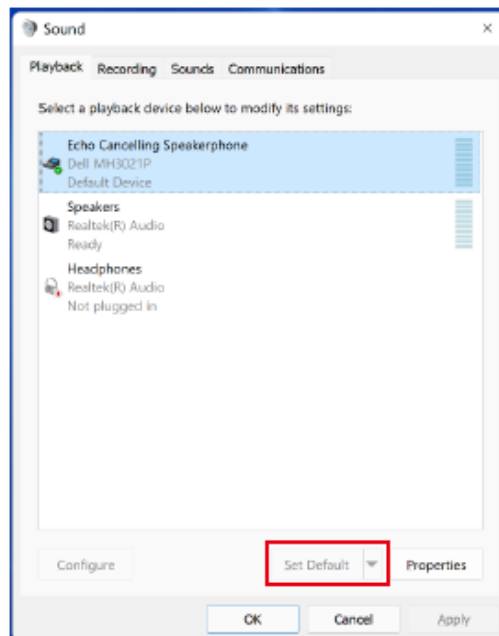 Sound
Playback Recording Sounds Communications
Select a playback device below to modify its settings:
Echo Cancelling Speakerphone
Dell MH3021P
Default Device
Speakers
Realtek(R) Audio
Ready
Headphones
Realtek(R) Audio
Not plugged in
Configure Set Default Properties
OK Cancel Apply